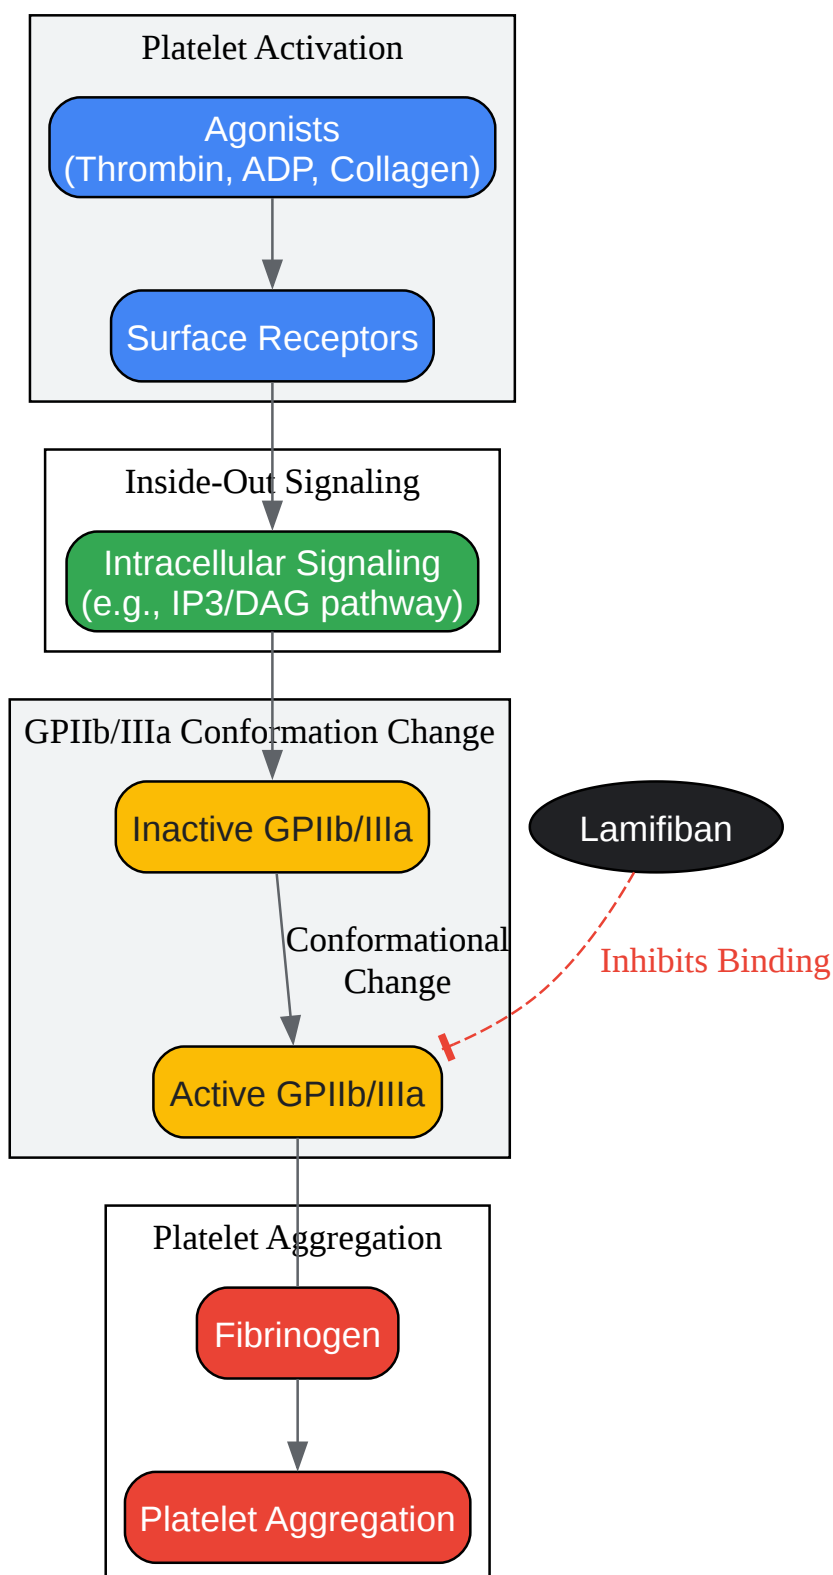 Platelet Activation
Agonists
(Thrombin, ADP, Collagen)
Surface Receptors
Inside-Out Signaling
Intracellular Signaling
(e.g., IP3/DAG pathway)
GPIIb/IIIa Conformation Change
Inactive GPIIb/IIIa
Lamifiban
Conformational
Change
Inhibits Binding
Active GPIIb/IIIa
Platelet Aggregation
Fibrinogen
Platelet Aggregation